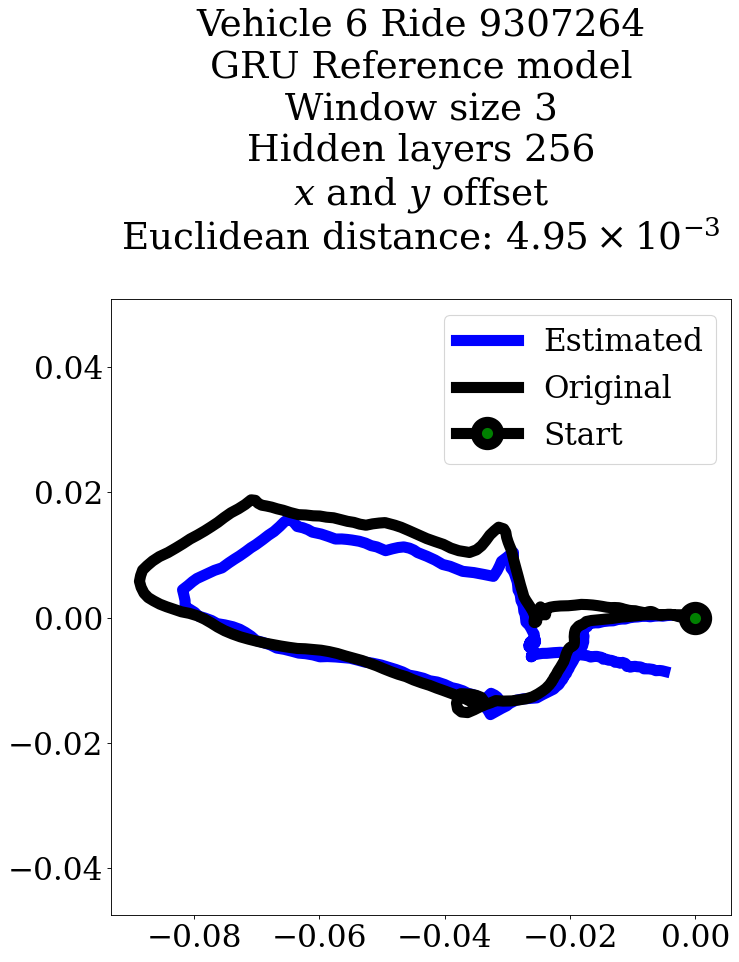 Vehicle 6 Ride 9307264
GRU Reference model
Window size 3
Hidden layers 256
x and y offset
Euclidean distance: 4.95 × 10⁻³
Estimated
Original
Start
0.04
0.02
0.00
−0.02
−0.04
−0.08 −0.06 −0.04 −0.02 0.00